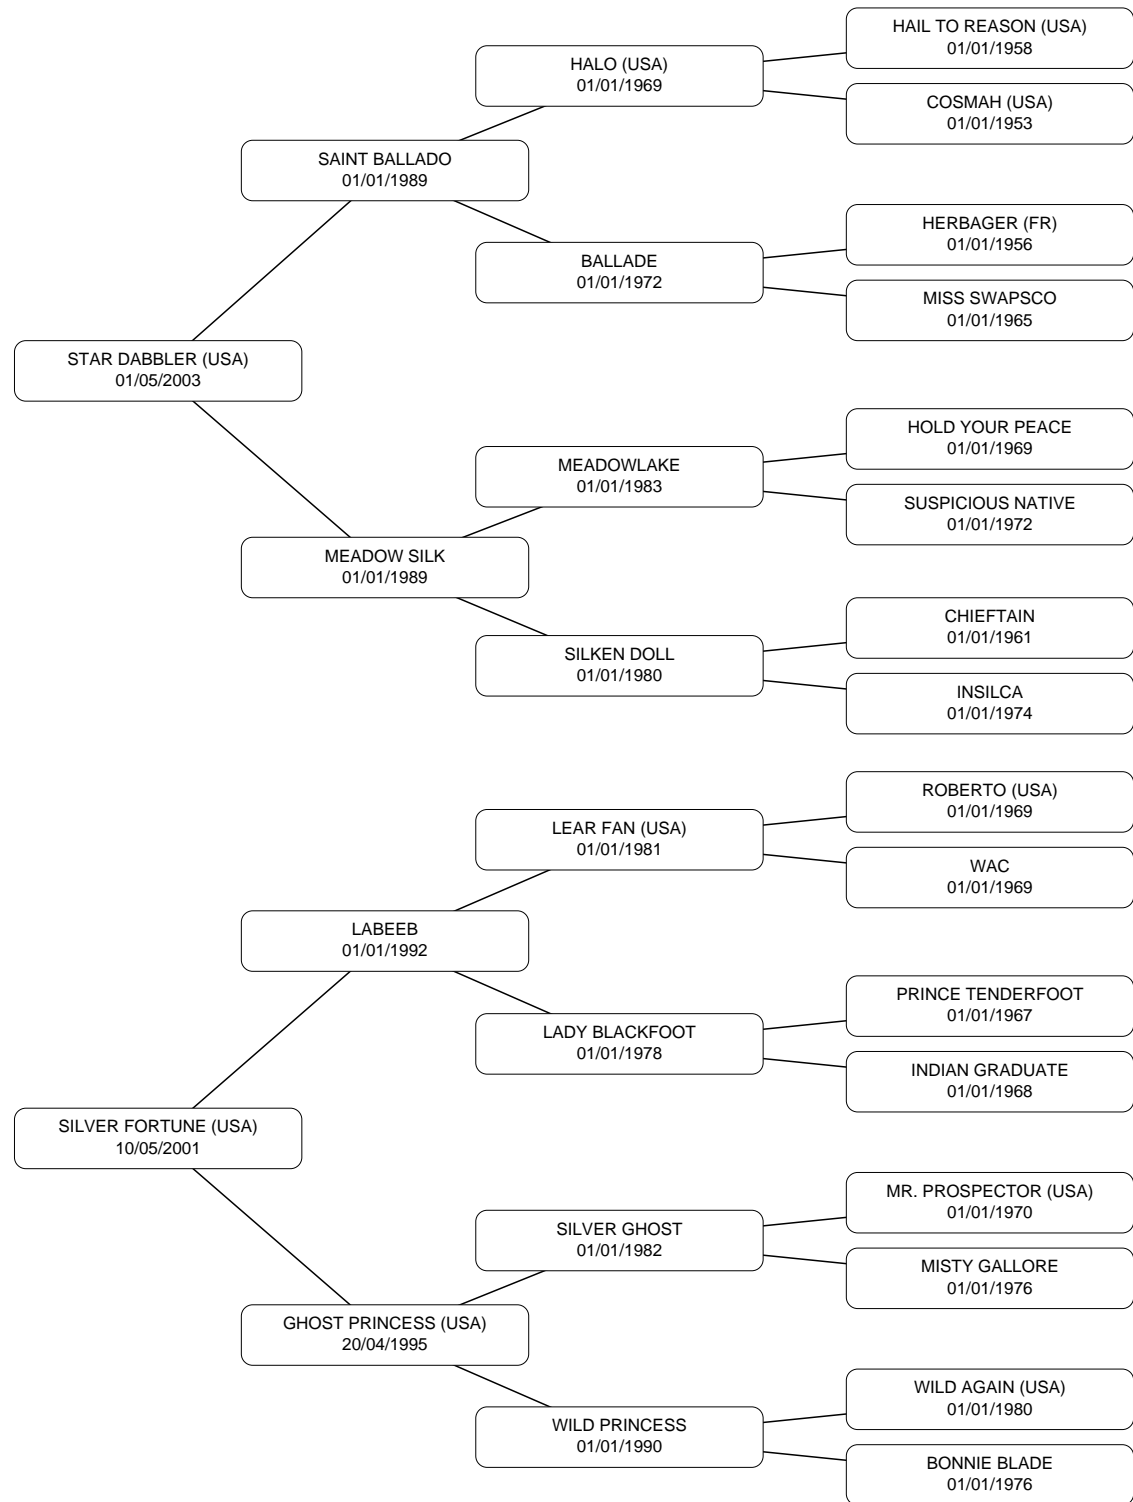 HAIL TO REASON (USA)
01/01/1958
HALO (USA)
01/01/1969
COSMAH (USA)
01/01/1953
SAINT BALLADO
01/01/1989
HERBAGER (FR)
01/01/1956
BALLADE
01/01/1972
MISS SWAPSCO
01/01/1965
STAR DABBLER (USA)
01/05/2003
HOLD YOUR PEACE
01/01/1969
MEADOWLAKE
01/01/1983
SUSPICIOUS NATIVE
01/01/1972
MEADOW SILK
01/01/1989
CHIEFTAIN
01/01/1961
SILKEN DOLL
01/01/1980
INSILCA
01/01/1974
ROBERTO (USA)
01/01/1969
LEAR FAN (USA)
01/01/1981
WAC
01/01/1969
LABEEB
01/01/1992
PRINCE TENDERFOOT
01/01/1967
LADY BLACKFOOT
01/01/1978
INDIAN GRADUATE
01/01/1968
SILVER FORTUNE (USA)
10/05/2001
MR. PROSPECTOR (USA)
01/01/1970
SILVER GHOST
01/01/1982
MISTY GALLORE
01/01/1976
GHOST PRINCESS (USA)
20/04/1995
WILD AGAIN (USA)
01/01/1980
WILD PRINCESS
01/01/1990
BONNIE BLADE
01/01/1976